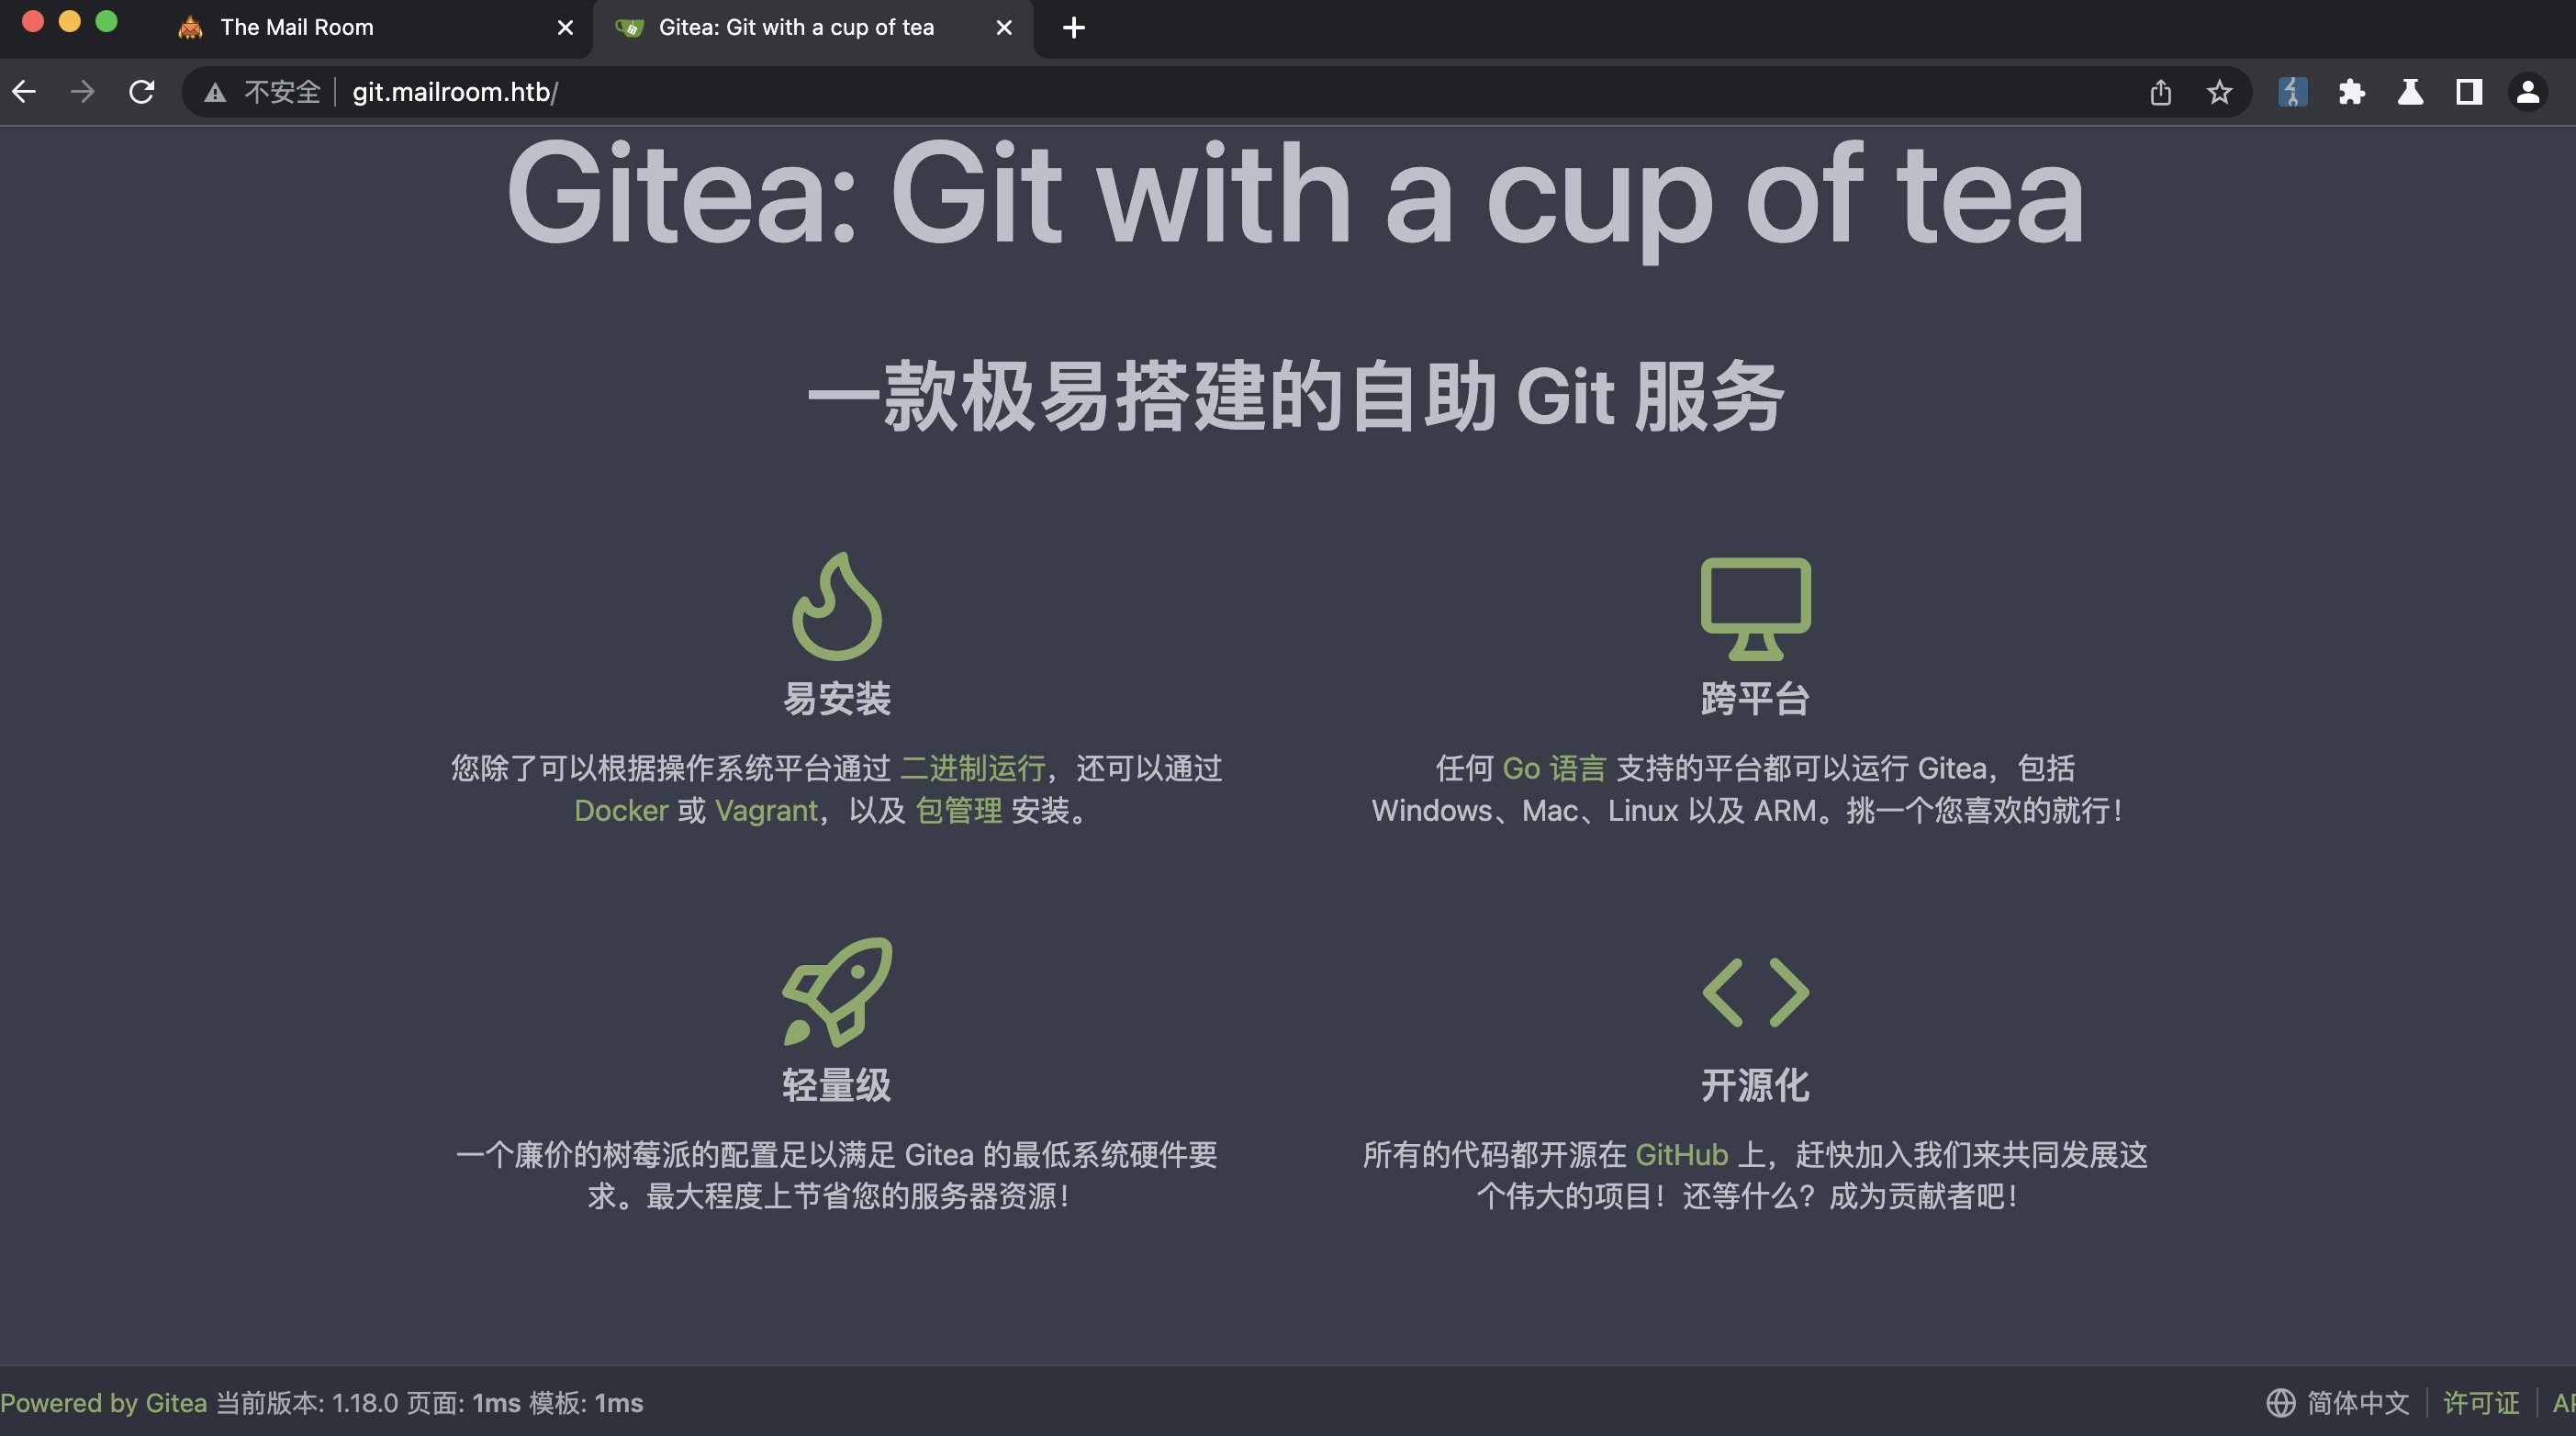 The Mail Room
Gitea: Git with a cup of tea
不安全 git.mailroom.htb/
Gitea: Git with a cup of tea
一款极易搭建的自助 Git 服务
易安装
您除了可以根据操作系统平台通过 二进制运行，还可以通过
Docker 或 Vagrant，以及 包管理 安装。
跨平台
任何 Go 语言 支持的平台都可以运行 Gitea，包括
Windows、Mac、Linux 以及 ARM。挑一个您喜欢的就行！
轻量级
一个廉价的树莓派的配置足以满足 Gitea 的最低系统硬件要
求。最大程度上节省您的服务器资源！
开源化
所有的代码都开源在 GitHub 上，赶快加入我们来共同发展这
个伟大的项目！还等什么？成为贡献者吧！
Powered by Gitea 当前版本: 1.18.0 页面: 1ms 模板: 1ms
简体中文 许可证